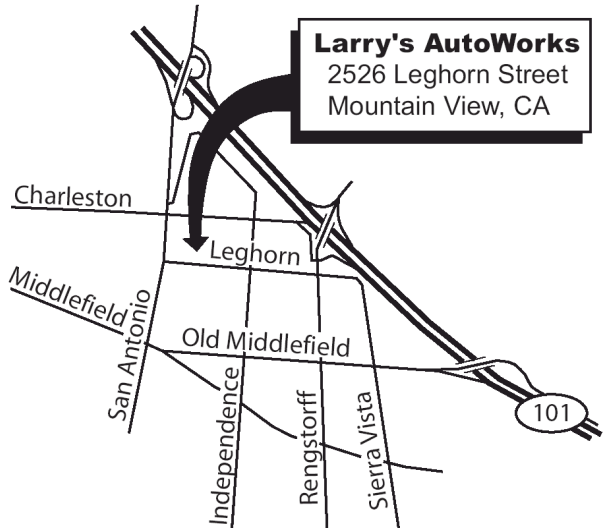 Larry's AutoWorks
2526 Leghorn Street
Mountain View, CA
Charleston
Leghorn
Middlefield
San Antonio
Old Middlefield
Independence
Rengstorff
Sierra Vista
101